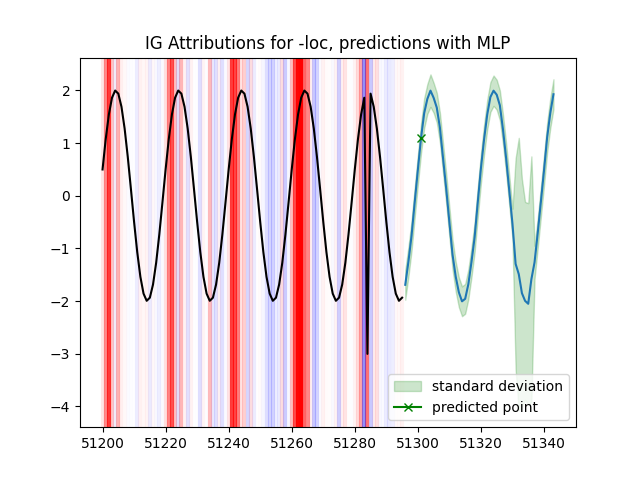 IG Attributions for -loc, predictions with MLP
2
1
0
−1
−2
−3
−4
standard deviation
predicted point
51200 51220 51240 51260 51280 51300 51320 51340